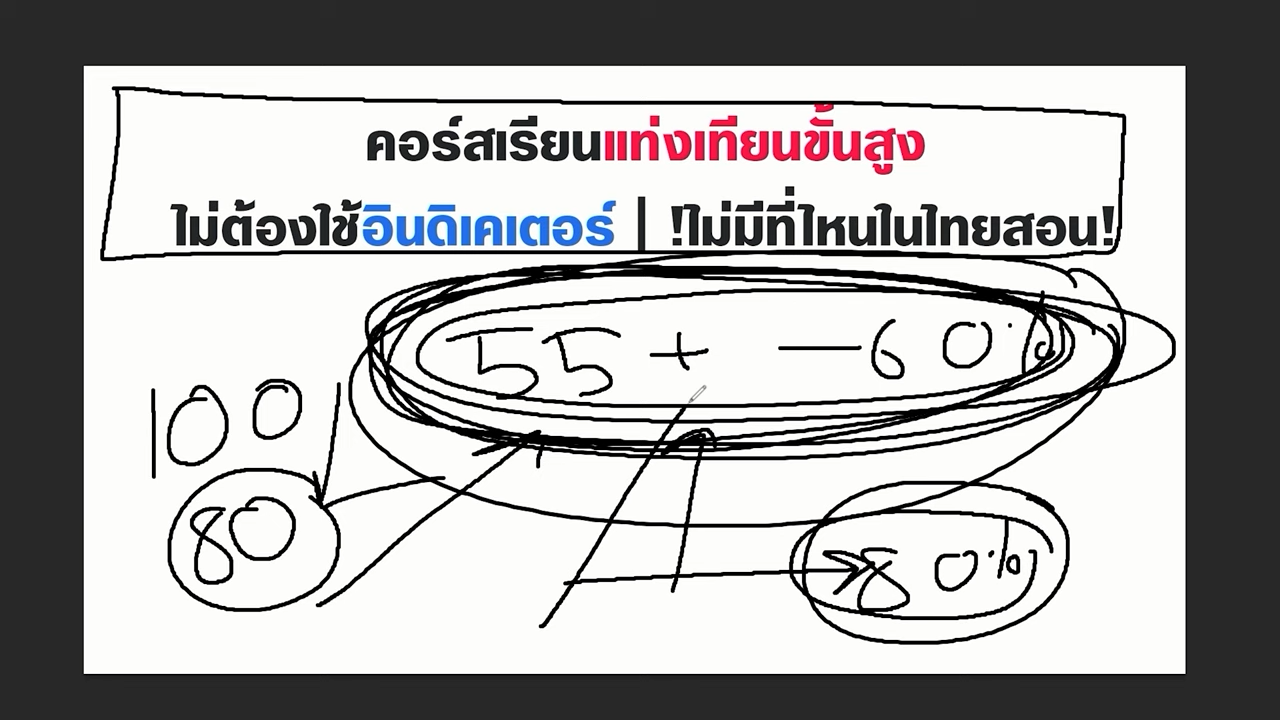 คอร์สเรียนแท่งเทียนขั้นสูง
ไม่ต้องใช้อินดิเคเตอร์ | !ไม่มีที่ไหนในไทยสอน!
55 + — 60%
100
80
80%